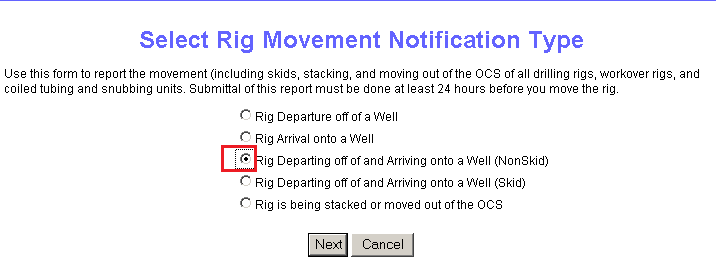 Select Rig Movement Notification Type
Use this form to report the movement (including skids, stacking, and moving out of the OCS of all drilling rigs, workover rigs, and
coiled tubing and snubbing units. Submittal of this report must be done at least 24 hours before you move the rig.
Rig Departure off of a Well
Rig Arrival onto a Well
Rig Departing off of and Arriving onto a Well (NonSkid)
Rig Departing off of and Arriving onto a Well (Skid)
Rig is being stacked or moved out of the OCS
Next Cancel